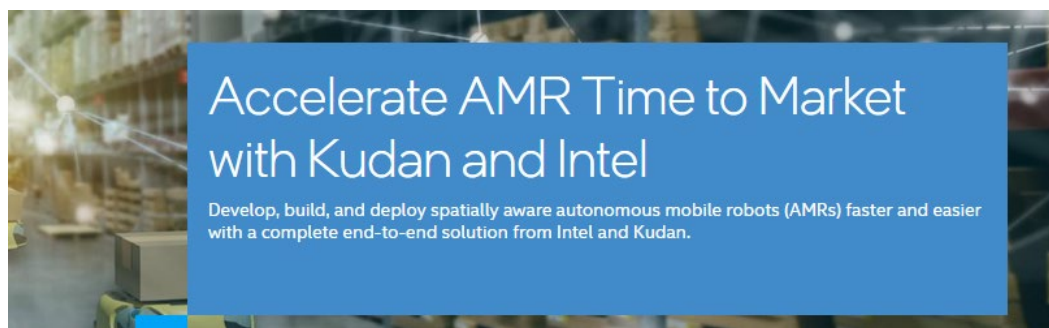 Accelerate AMR Time to Market
with Kudan and Intel
Develop, build, and deploy spatially aware autonomous mobile robots (AMRs) faster and easier
with a complete end-to-end solution from Intel and Kudan.